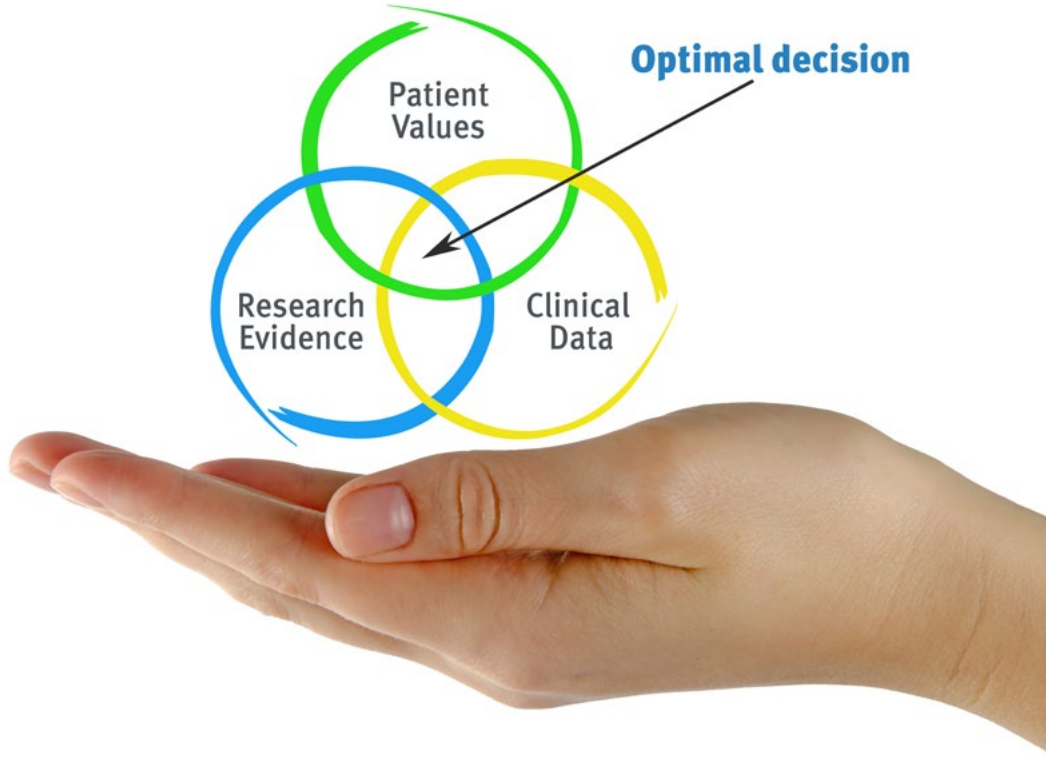 Optimal decision
Patient
Values
Research
Evidence
Clinical
Data